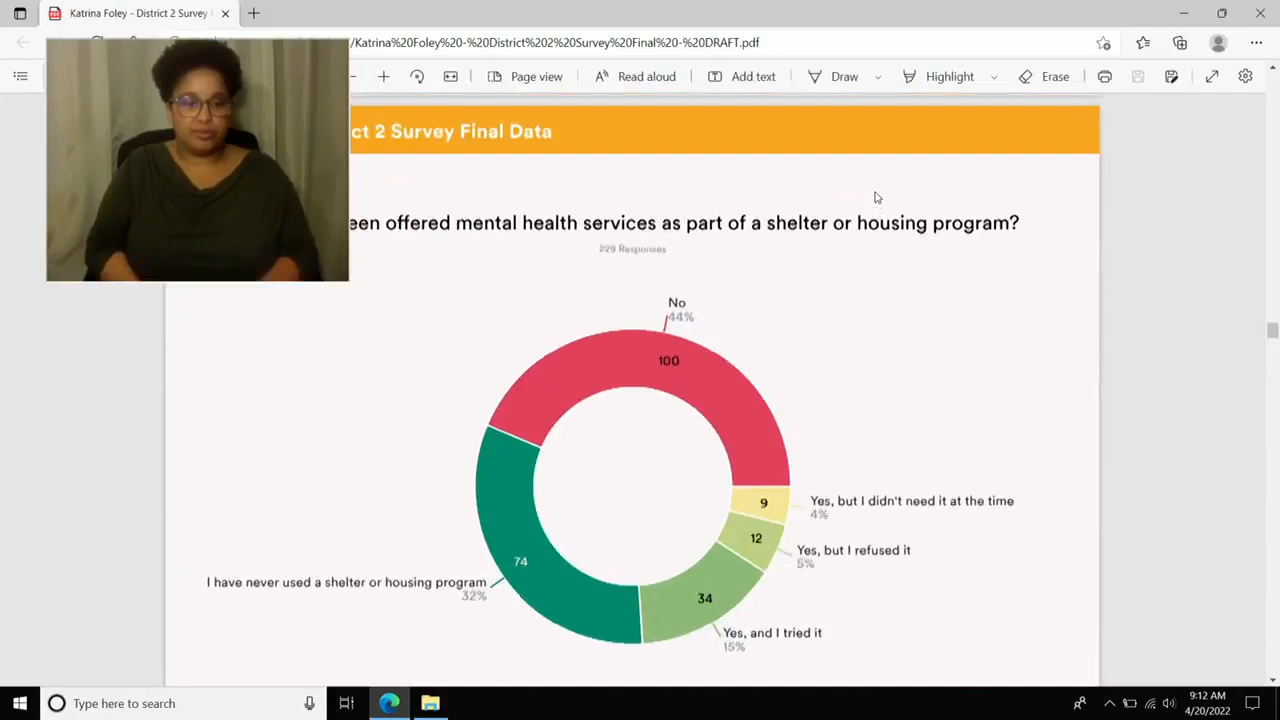 Katrina Foley - District 2 Survey
/Katrina%20Foley%20-%20District%202%20Survey%20Final%20-%20DRAFT.pdf
Page view
Read aloud
Add text
Draw
Highlight
Erase
ct 2 Survey Final Data
een offered mental health services as part of a shelter or housing program?
229 Responses
No
44%
100
9
Yes, but I didn't need it at the time
4%
12
Yes, but I refused it
5%
74
I have never used a shelter or housing program
32%
34
Yes, and I tried it
15%
Type here to search
9:12 AM
4/20/2022